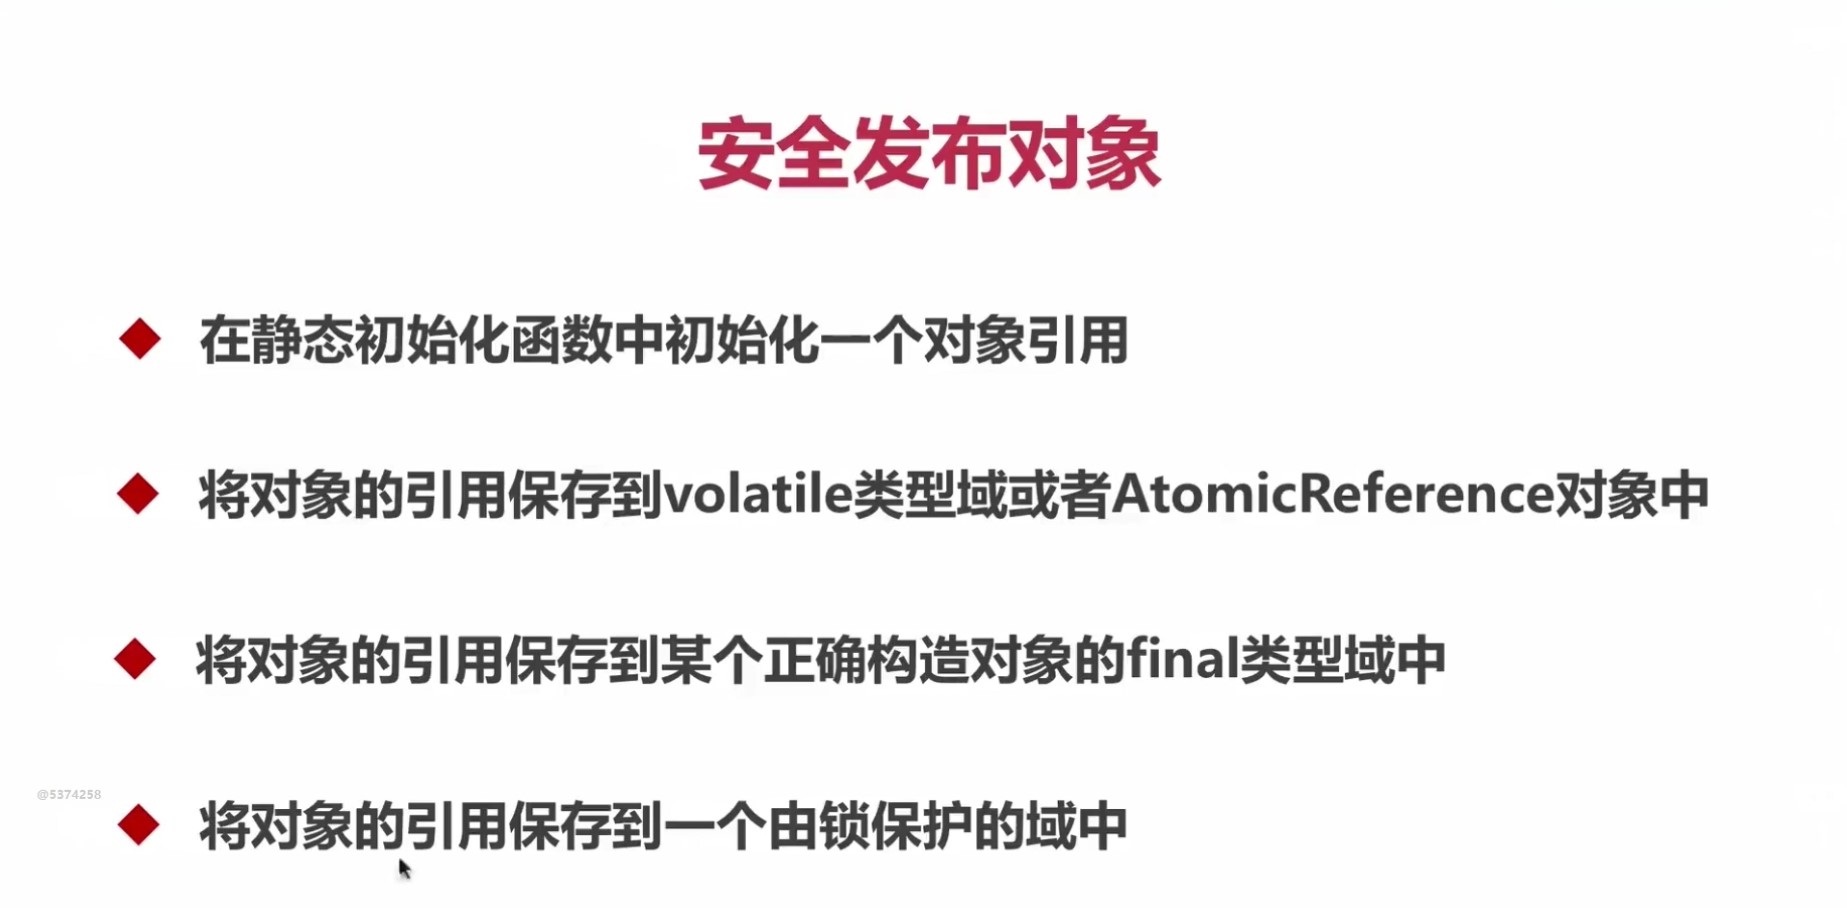 安全发布对象
在静态初始化函数中初始化一个对象引用
将对象的引用保存到volatile类型域或者AtomicReference对象中
将对象的引用保存到某个正确构造对象的final类型域中
@5374258
将对象的引用保存到一个由锁保护的域中